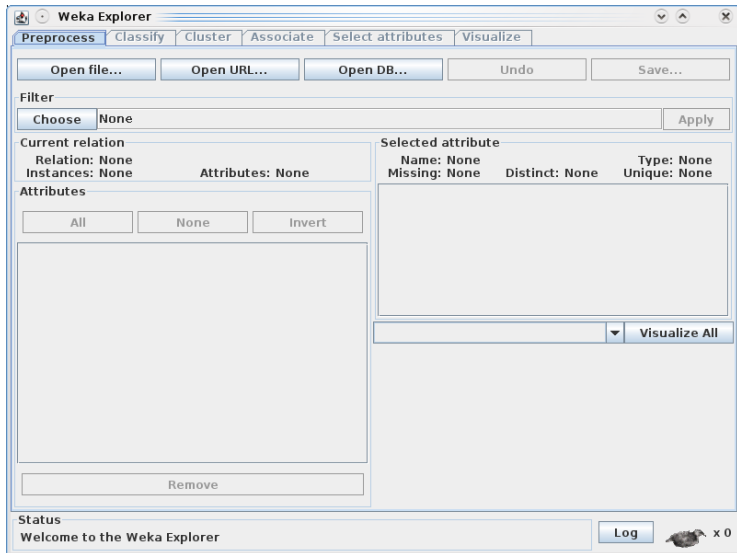 Weka Explorer
Preprocess Classify Cluster Associate Select attributes Visualize
Open file... Open URL... Open DB... Undo Save...
Filter
Choose None Apply
Current relation
Relation: None
Instances: None Attributes: None
Attributes
All None Invert
Remove
Selected attribute
Name: None Type: None
Missing: None Distinct: None Unique: None
Visualize All
Status
Welcome to the Weka Explorer
Log x 0